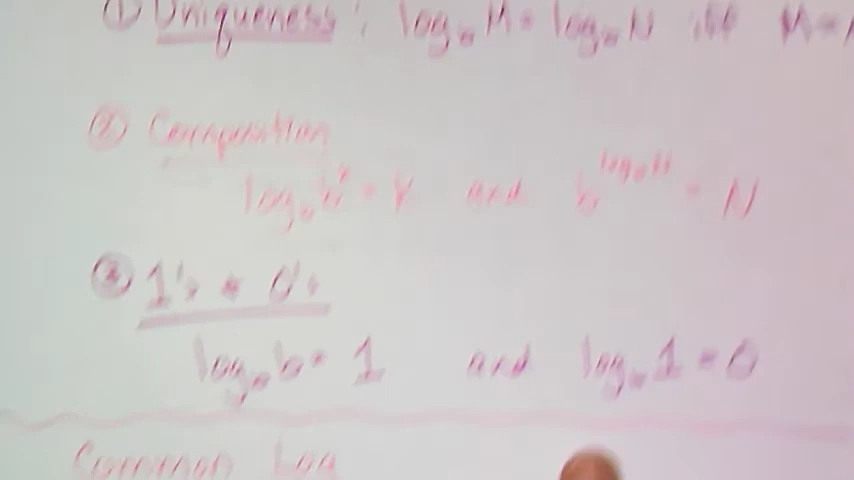 ① Uniqueness: log_b M = log_b N iff M =
② Composition
log_b b^x = x and b^{log_b N} = N
③ 1's + 0's
log_b b = 1 and log_b 1 = 0
Common Log